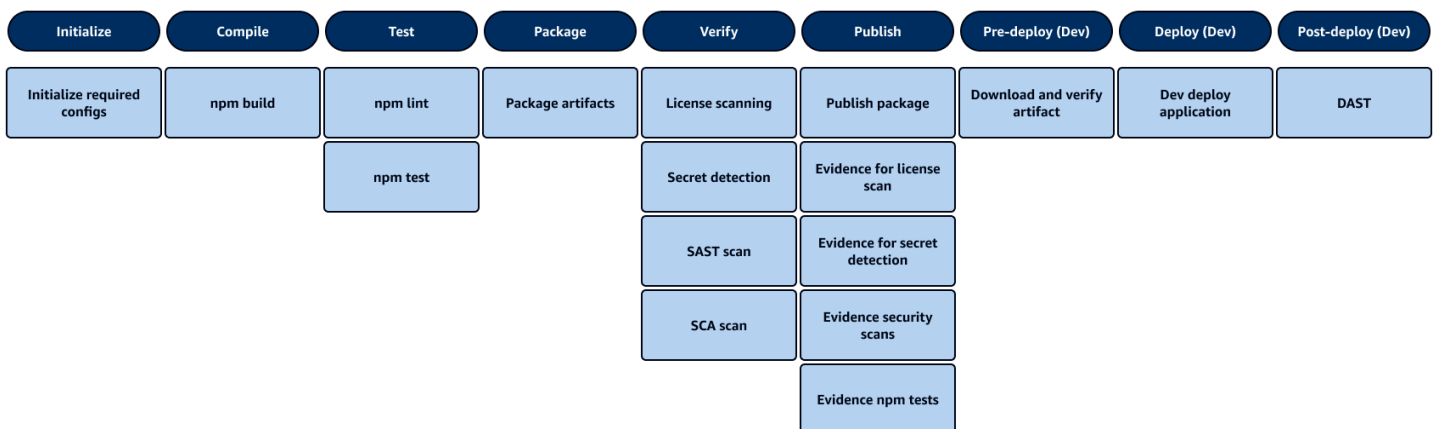 Initialize
Compile
Test
Package
Verify
Publish
Pre-deploy (Dev)
Deploy (Dev)
Post-deploy (Dev)
Initialize required
configs
npm build
npm lint
Package artifacts
License scanning
Publish package
Download and verify
artifact
Dev deploy
application
DAST
npm test
Secret detection
Evidence for license
scan
SAST scan
Evidence for secret
detection
SCA scan
Evidence security
scans
Evidence npm tests